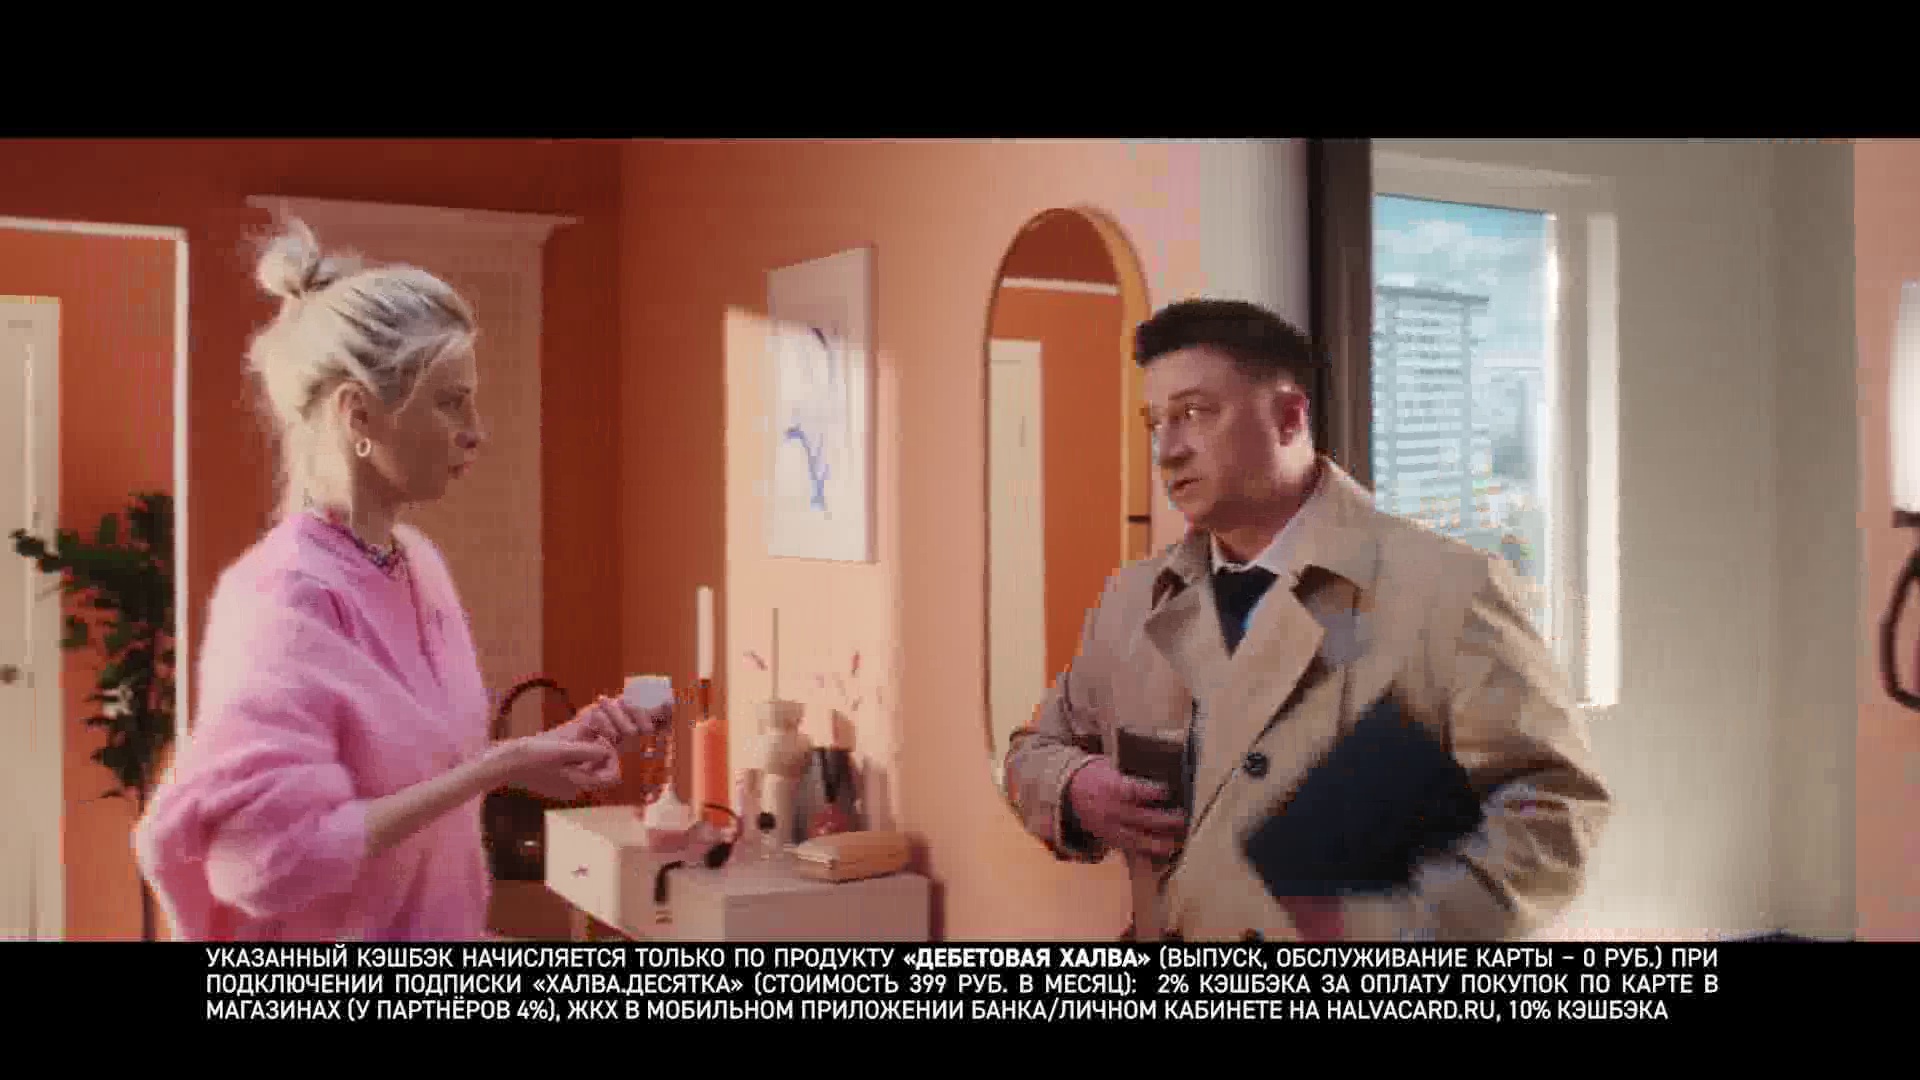 УКАЗАННЫЙ КЭШБЭК НАЧИСЛЯЕТСЯ ТОЛЬКО ПО ПРОДУКТУ «ДЕБЕТОВАЯ ХАЛВА» (ВЫПУСК, ОБСЛУЖИВАНИЕ КАРТЫ – 0 РУБ.) ПРИ
ПОДКЛЮЧЕНИИ ПОДПИСКИ «ХАЛВА.ДЕСЯТКА» (СТОИМОСТЬ 399 РУБ. В МЕСЯЦ): 2% КЭШБЭКА ЗА ОПЛАТУ ПОКУПОК ПО КАРТЕ В
МАГАЗИНАХ (У ПАРТНЁРОВ 4%), ЖКХ В МОБИЛЬНОМ ПРИЛОЖЕНИИ БАНКА/ЛИЧНОМ КАБИНЕТЕ НА HALVACARD.RU, 10% КЭШБЭКА